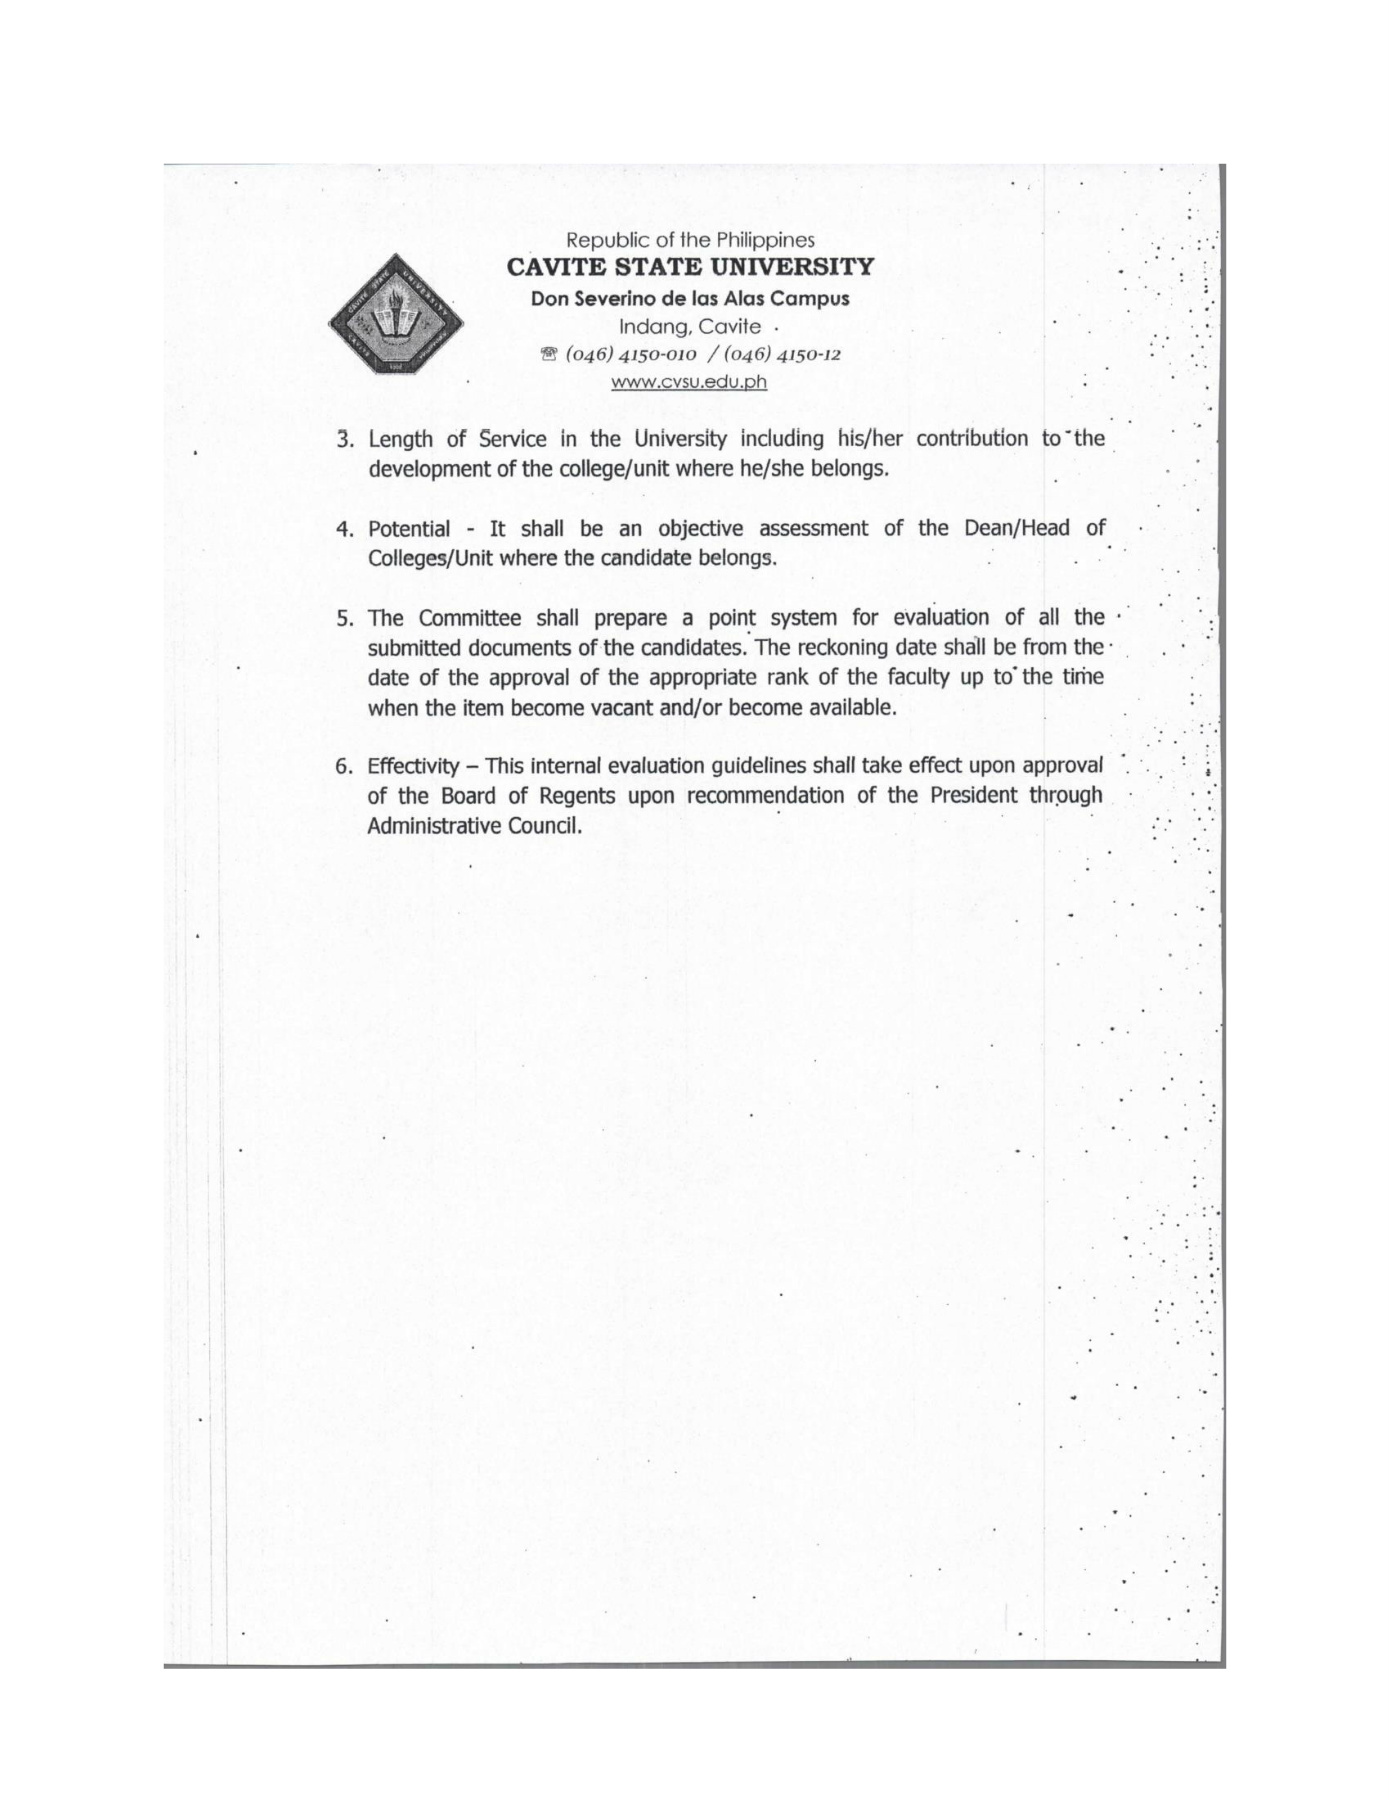 Republic of the Philippines
CAVITE STATE UNIVERSITY
Don Severino de las Alas Campus
Indang, Cavite
☏ (046) 4150-010 / (046) 4150-12
www.cvsu.edu.ph
CAVITE STATE UNIVERSITY
CAVITE PHILIPPINES
3. Length of Service in the University including his/her contribution to the
development of the college/unit where he/she belongs.
4. Potential - It shall be an objective assessment of the Dean/Head of
Colleges/Unit where the candidate belongs.
5. The Committee shall prepare a point system for evaluation of all the
submitted documents of the candidates. The reckoning date shall be from the
date of the approval of the appropriate rank of the faculty up to the time
when the item become vacant and/or become available.
6. Effectivity – This internal evaluation guidelines shall take effect upon approval
of the Board of Regents upon recommendation of the President through
Administrative Council.